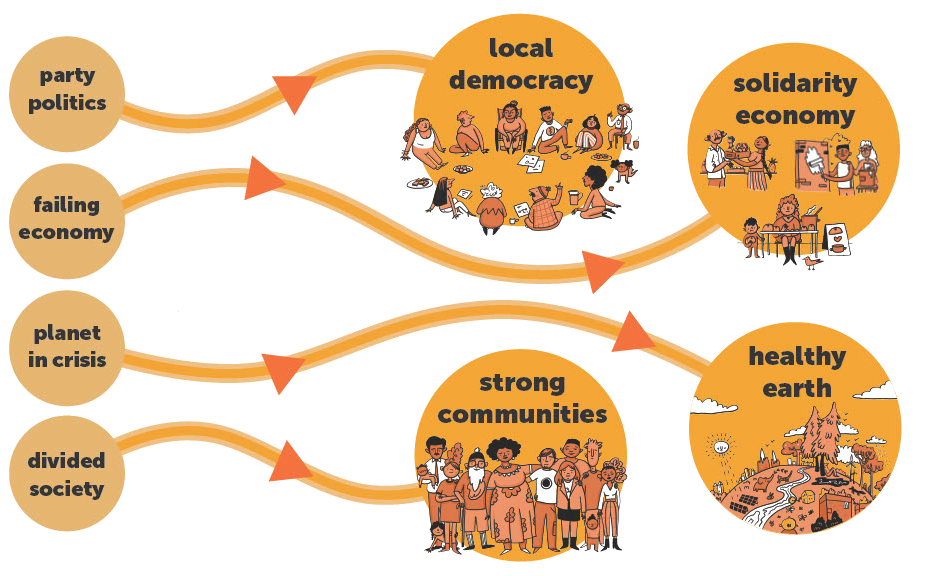 party
politics
local
democracy
solidarity
economy
failing
economy
planet
in crisis
strong
communities
healthy
earth
divided
society